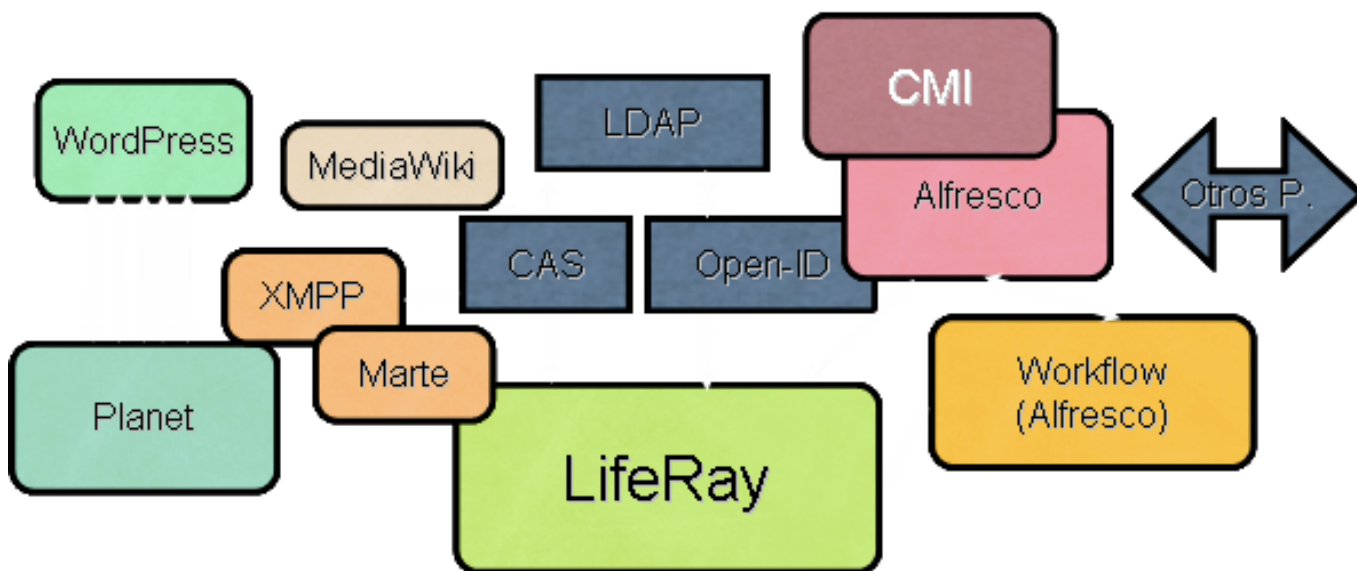 CMI
LDAP
WordPress
MediaWiki
Alfresco
Otros P.
CAS
Open-ID
XMPP
Marte
Planet
Workflow
(Alfresco)
LifeRay